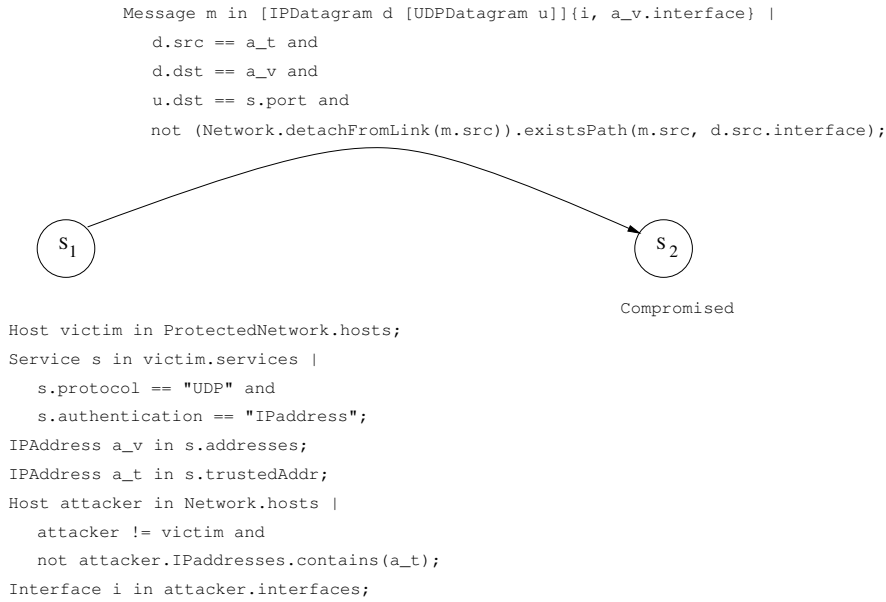 Message m in [IPDatagram d [UDPDatagram u]]{i, a_v.interface} |
d.src == a_t and
d.dst == a_v and
u.dst == s.port and
not (Network.detachFromLink(m.src)).existsPath(m.src, d.src.interface);
s1
s2
Compromised
Host victim in ProtectedNetwork.hosts;
Service s in victim.services |
s.protocol == "UDP" and
s.authentication == "IPaddress";
IPAddress a_v in s.addresses;
IPAddress a_t in s.trustedAddr;
Host attacker in Network.hosts |
attacker != victim and
not attacker.IPaddresses.contains(a_t);
Interface i in attacker.interfaces;